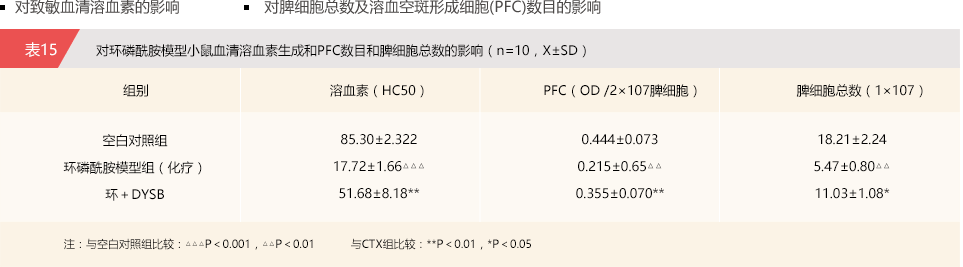 ▪ 对致敏血清溶血素的影响 ▪ 对脾细胞总数及溶血空斑形成细胞(PFC)数目的影响
表15 对环磷酰胺模型小鼠血清溶血素生成和PFC数目和脾细胞总数的影响（n=10，X±SD）
组别 溶血素（HC50） PFC（OD /2×107脾细胞） 脾细胞总数（1×107）
空白对照组 85.30±2.322 0.444±0.073 18.21±2.24
环磷酰胺模型组（化疗） 17.72±1.66△△△ 0.215±0.65△△ 5.47±0.80△△
环＋DYSB 51.68±8.18** 0.355±0.070** 11.03±1.08*
注：与空白对照组比较：△△△P＜0.001，△△P＜0.01 与CTX组比较：**P＜0.01，*P＜0.05